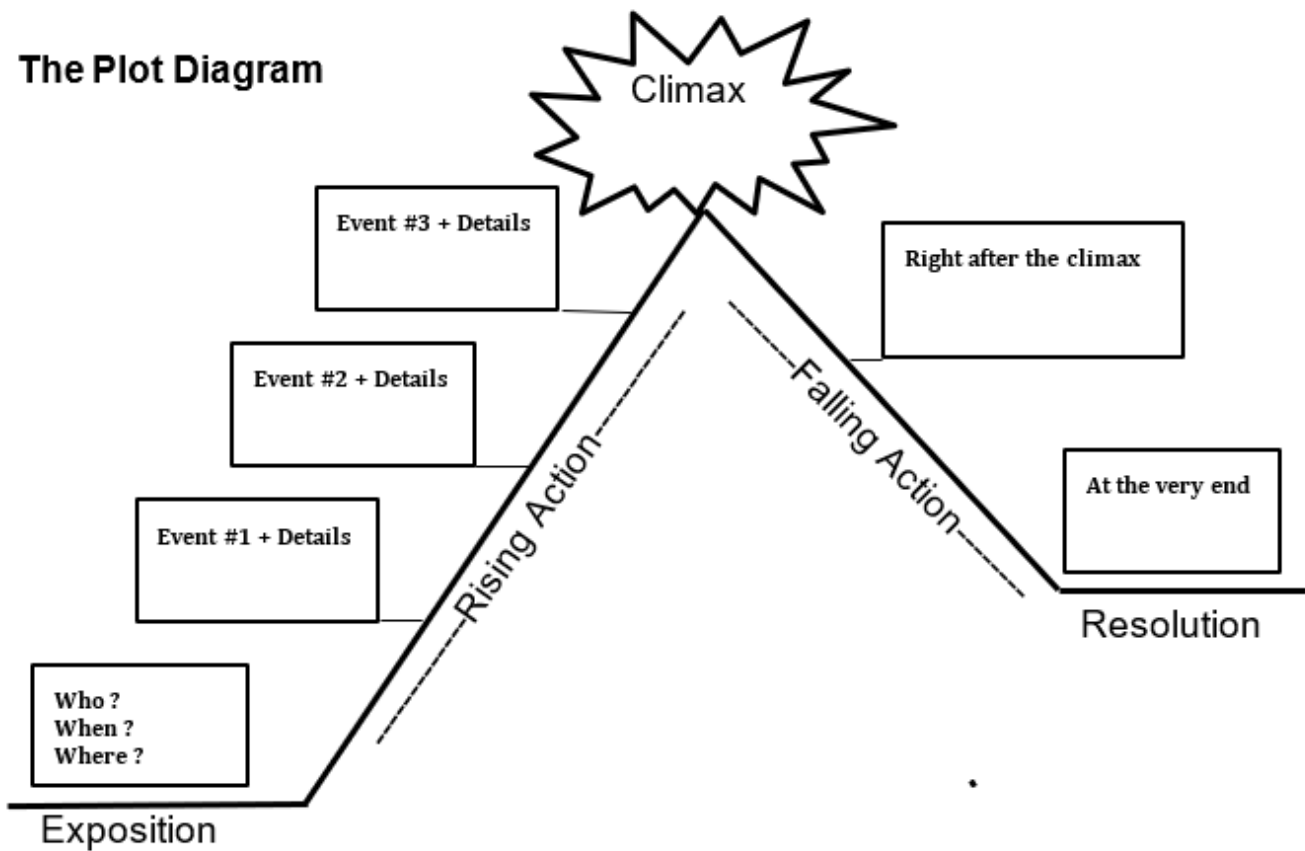 The Plot Diagram
Climax
Event #3 + Details
Right after the climax
Event #2 + Details
Falling Action
Rising Action
At the very end
Event #1 + Details
Resolution
Who ?
When ?
Where ?
Exposition